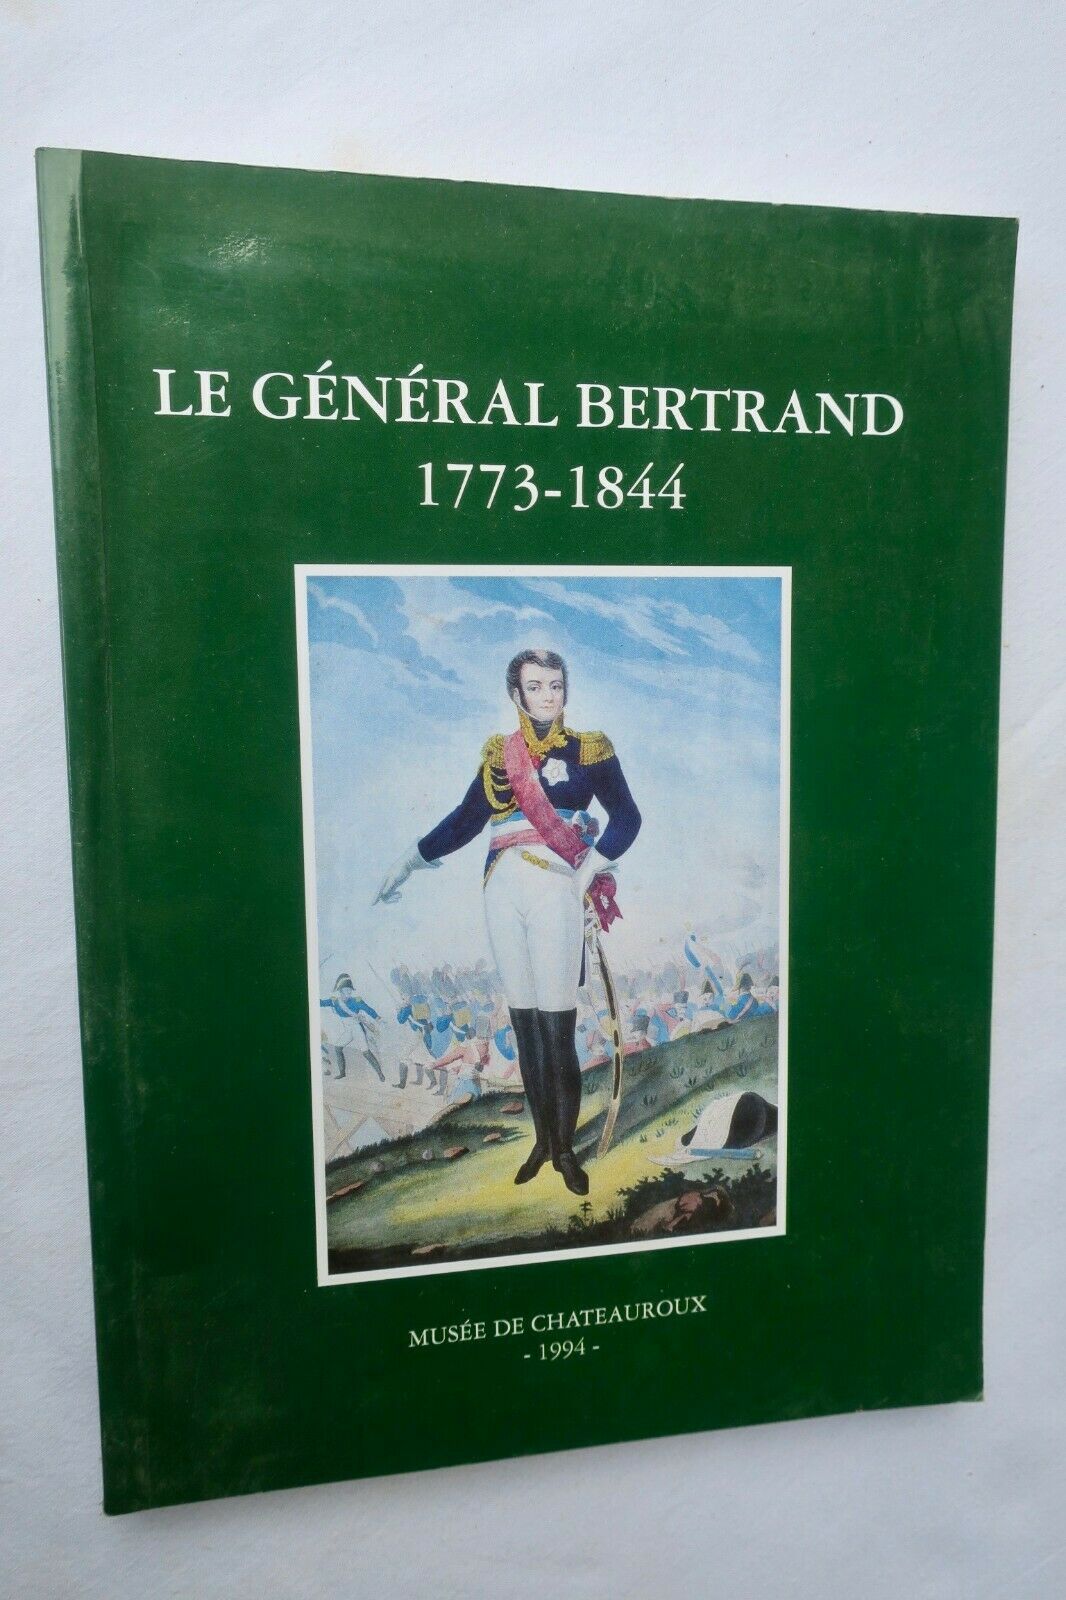 LE GÉNÉRAL BERTRAND
1773-1844
MUSÉE DE CHATEAUROUX
- 1994 -